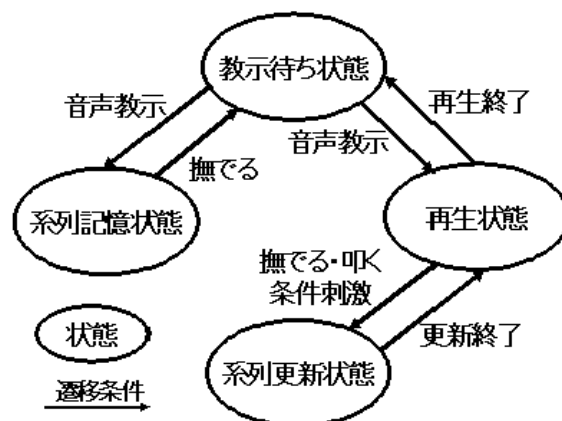 教示待ち状態
音声教示
再生終了
撫でる
音声教示
系列記憶状態
再生状態
撫でる・叩く
条件刺激
状態
更新終了
系列更新状態
遷移条件